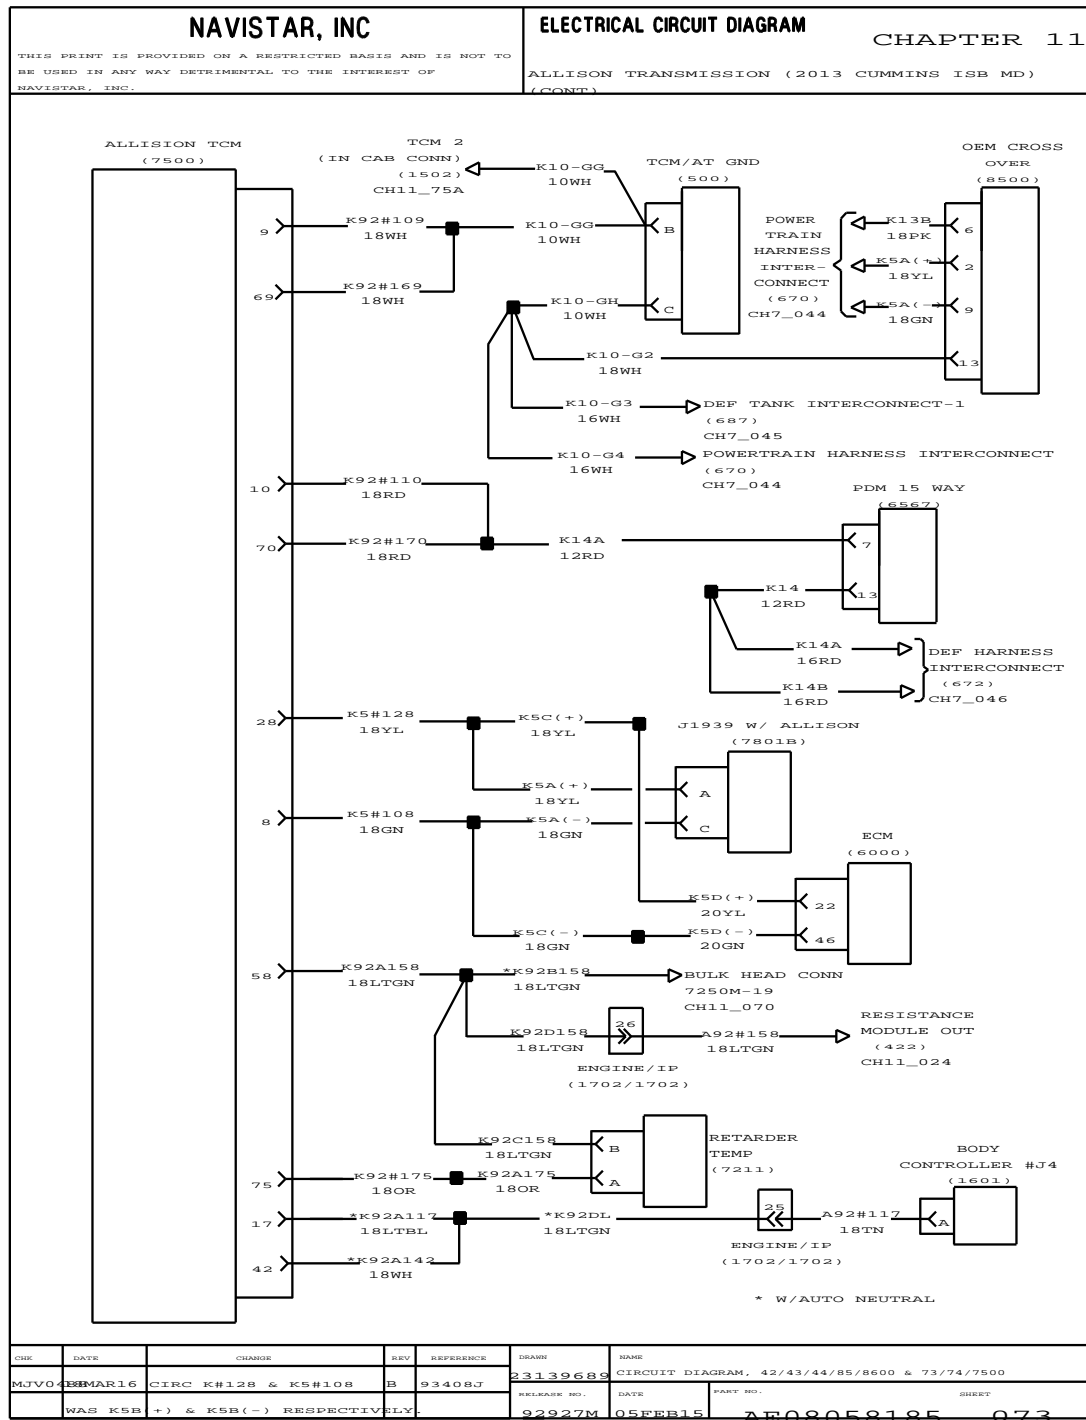 NAVISTAR, INC
THIS PRINT IS PROVIDED ON A RESTRICTED BASIS AND IS NOT TO
BE USED IN ANY WAY DETRIMENTAL TO THE INTEREST OF
NAVISTAR, INC.
ELECTRICAL CIRCUIT DIAGRAM
CHAPTER 11
ALLISON TRANSMISSION (2013 CUMMINS ISB MD)
(CONT)
ALLISION TCM
(7500)
TCM 2
(IN CAB CONN)
(1502)
CH11_75A
K10-GG
10WH
TCM/AT GND
(500)
OEM CROSS
OVER
(8500)
9
K92#109
18WH
K10-GG
10WH
B
POWER
TRAIN
HARNESS
INTER-
CONNECT
(670)
CH7_044
K13B
18PK
6
K5A(+)
18YL
2
K5A(-)
18GN
9
69
K92#169
18WH
K10-GH
10WH
C
K10-G2
18WH
13
K10-G3
16WH
DEF TANK INTERCONNECT-1
(687)
CH7_045
K10-G4
16WH
POWERTRAIN HARNESS INTERCONNECT
(670)
CH7_044
10
K92#110
18RD
PDM 15 WAY
(6567)
70
K92#170
18RD
K14A
12RD
7
K14
12RD
13
K14A
16RD
K14B
16RD
DEF HARNESS
INTERCONNECT
(672)
CH7_046
28
K5#128
18YL
K5C(+)
18YL
J1939 W/ ALLISON
(7801B)
K5A(+)
18YL
A
8
K5#108
18GN
K5A(-)
18GN
C
ECM
(6000)
K5D(+)
20YL
22
K5C(-)
18GN
K5D(-)
20GN
46
58
K92A158
18LTGN
*K92B158
18LTGN
BULK HEAD CONN
7250M-19
CH11_070
K92D158
18LTGN
26
A92#158
18LTGN
RESISTANCE
MODULE OUT
(422)
CH11_024
ENGINE/IP
(1702/1702)
K92C158
18LTGN
B
RETARDER
TEMP
(7211)
75
K92#175
18OR
K92A175
18OR
A
BODY
CONTROLLER #J4
(1601)
17
*K92A117
18LTBL
*K92DL
18LTGN
25
A92#117
18TN
A
ENGINE/IP
(1702/1702)
42
*K92A142
18WH
* W/AUTO NEUTRAL
CHK DATE CHANGE REV REFERENCE DRAWN NAME
18MAR16 CIRC K#128 & K5#108 B 93408J 23139689 CIRCUIT DIAGRAM, 42/43/44/85/8600 & 73/74/7500
WAS K5B(+) & K5B(-) RESPECTIVELY.
RELEASE NO. DATE PART NO. SHEET
92927M 05FEB15 AE08058185 073